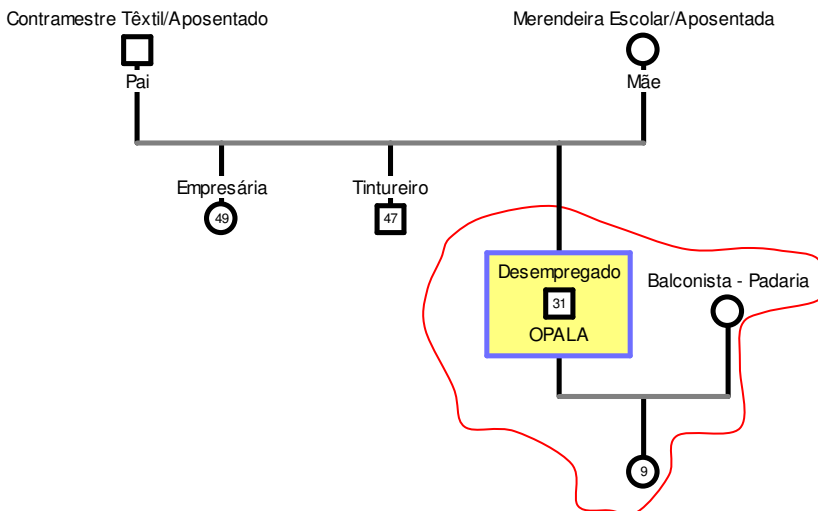 Contramestre Têxtil/Aposentado
Merendeira Escolar/Aposentada
Pai
Mãe
Empresária
Tintureiro
49
47
Desempregado
Balconista - Padaria
31
OPALA
9